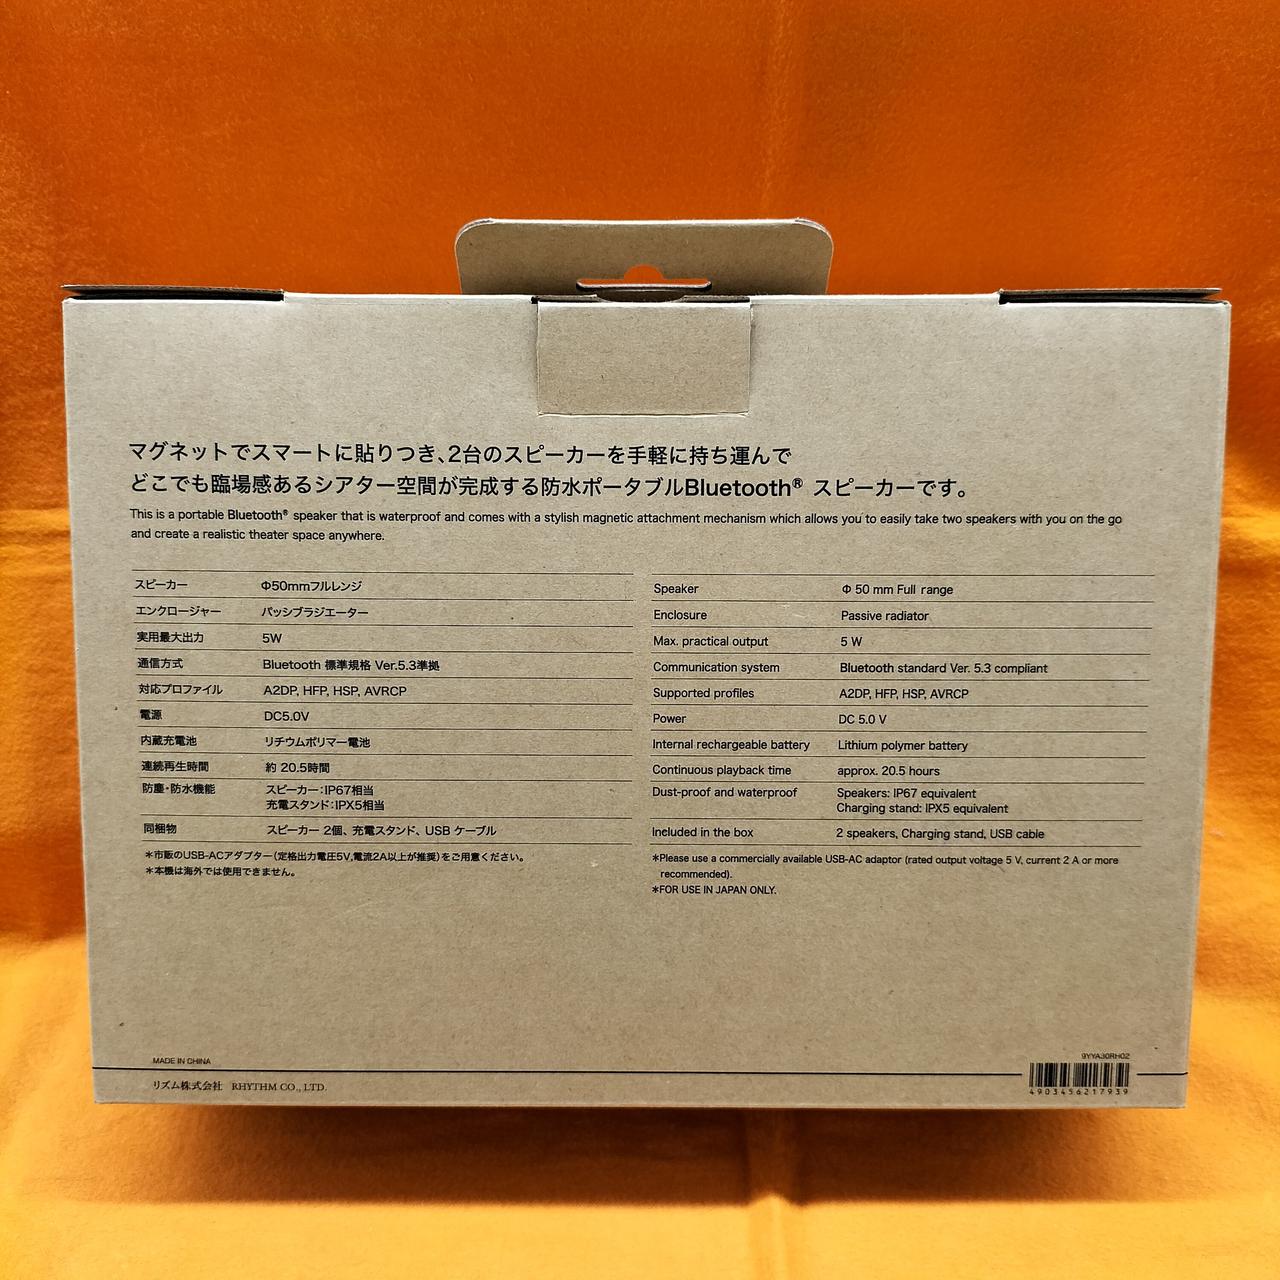 マグネットでスマートに貼りつき、2台のスピーカーを手軽に持ち運んで
どこでも臨場感あるシアター空間が完成する防水ポータブルBluetooth® スピーカーです。
This is a portable Bluetooth® speaker that is waterproof and comes with a stylish magnetic attachment mechanism which allows you to easily take two speakers with you on the go
and create a realistic theater space anywhere.
スピーカー Φ50mmフルレンジ
エンクロージャー パッシブラジエーター
実用最大出力 5W
通信方式 Bluetooth 標準規格 Ver.5.3準拠
対応プロファイル A2DP, HFP, HSP, AVRCP
電源 DC5.0V
内蔵充電池 リチウムポリマー電池
連続再生時間 約 20.5時間
防塵・防水機能 スピーカー：IP67相当
充電スタンド：IPX5相当
同梱物 スピーカー 2個、充電スタンド、USB ケーブル
＊市販のUSB-ACアダプター（定格出力電圧5V,電流2A以上が推奨）をご用意ください。
＊本機は海外では使用できません。
Speaker Φ 50 mm Full range
Enclosure Passive radiator
Max. practical output 5 W
Communication system Bluetooth standard Ver. 5.3 compliant
Supported profiles A2DP, HFP, HSP, AVRCP
Power DC 5.0 V
Internal rechargeable battery Lithium polymer battery
Continuous playback time approx. 20.5 hours
Dust-proof and waterproof Speakers: IP67 equivalent
Charging stand: IPX5 equivalent
Included in the box 2 speakers, Charging stand, USB cable
＊Please use a commercially available USB-AC adaptor (rated output voltage 5 V, current 2 A or more
recommended).
＊FOR USE IN JAPAN ONLY.
MADE IN CHINA
リズム株式会社 RHYTHM CO., LTD.
9YYA30RH02
4903456217939